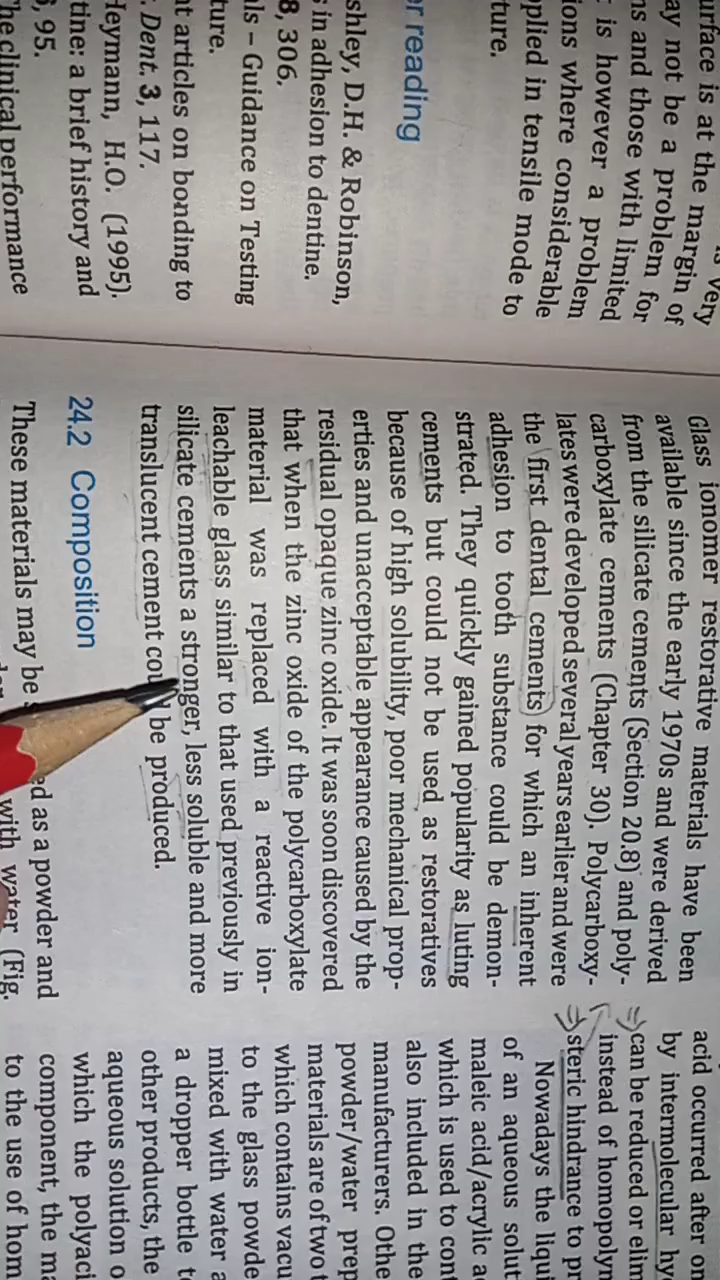 very
urface is at the margin of
ay not be a problem for
ns and those with limited
is however a problem
ions where considerable
plied in tensile mode to
ture.
er reading
shley, D.H. & Robinson,
s in adhesion to dentine.
8, 306.
ls – Guidance on Testing
ture.
nt articles on bonding to
. Dent. 3, 117.
Heymann, H.O. (1995).
tine: a brief history and
, 95.
he clinical performance
Glass ionomer restorative materials have been
available since the early 1970s and were derived
from the silicate cements (Section 20.8) and poly-
carboxylate cements (Chapter 30). Polycarboxy-
lates were developed several years earlier and were
the first dental cements for which an inherent
adhesion to tooth substance could be demon-
strated. They quickly gained popularity as luting
cements but could not be used as restoratives
because of high solubility, poor mechanical prop-
erties and unacceptable appearance caused by the
residual opaque zinc oxide. It was soon discovered
that when the zinc oxide of the polycarboxylate
material was replaced with a reactive ion-
leachable glass similar to that used previously in
silicate cements a stronger, less soluble and more
translucent cement be produced.
24.2 Composition
These materials may be ed as a powder and
with water (Fig.
acid occurred after
by intermolecular hy
can be reduced or elim
instead of homopolym
steric hindrance to pr
Nowadays the liqui
of an aqueous solut
maleic acid/acrylic a
which is used to cont
also included in the
manufacturers. Othe
powder/water prep
materials are of two t
which contains vacu
to the glass powde
mixed with water a
a dropper bottle t
other products, the
aqueous solution o
which the polyaci
component, the ma
to the use of hom